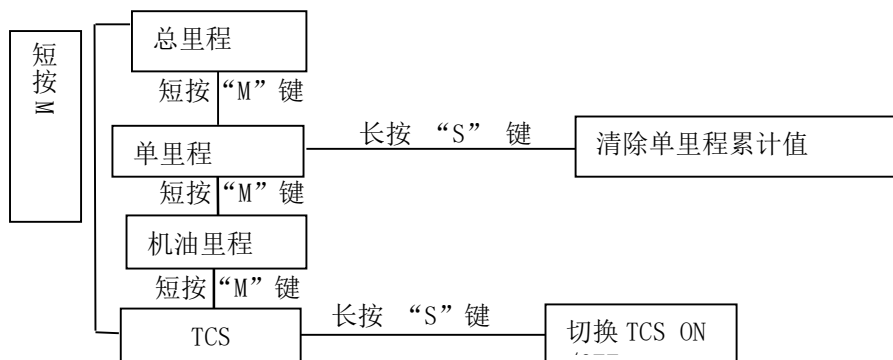 短按 M
总里程
短按“M”键
单里程
长按 “S” 键
清除单里程累计值
短按“M”键
机油里程
短按“M”键
TCS
长按 “S”键
切换 TCS ON